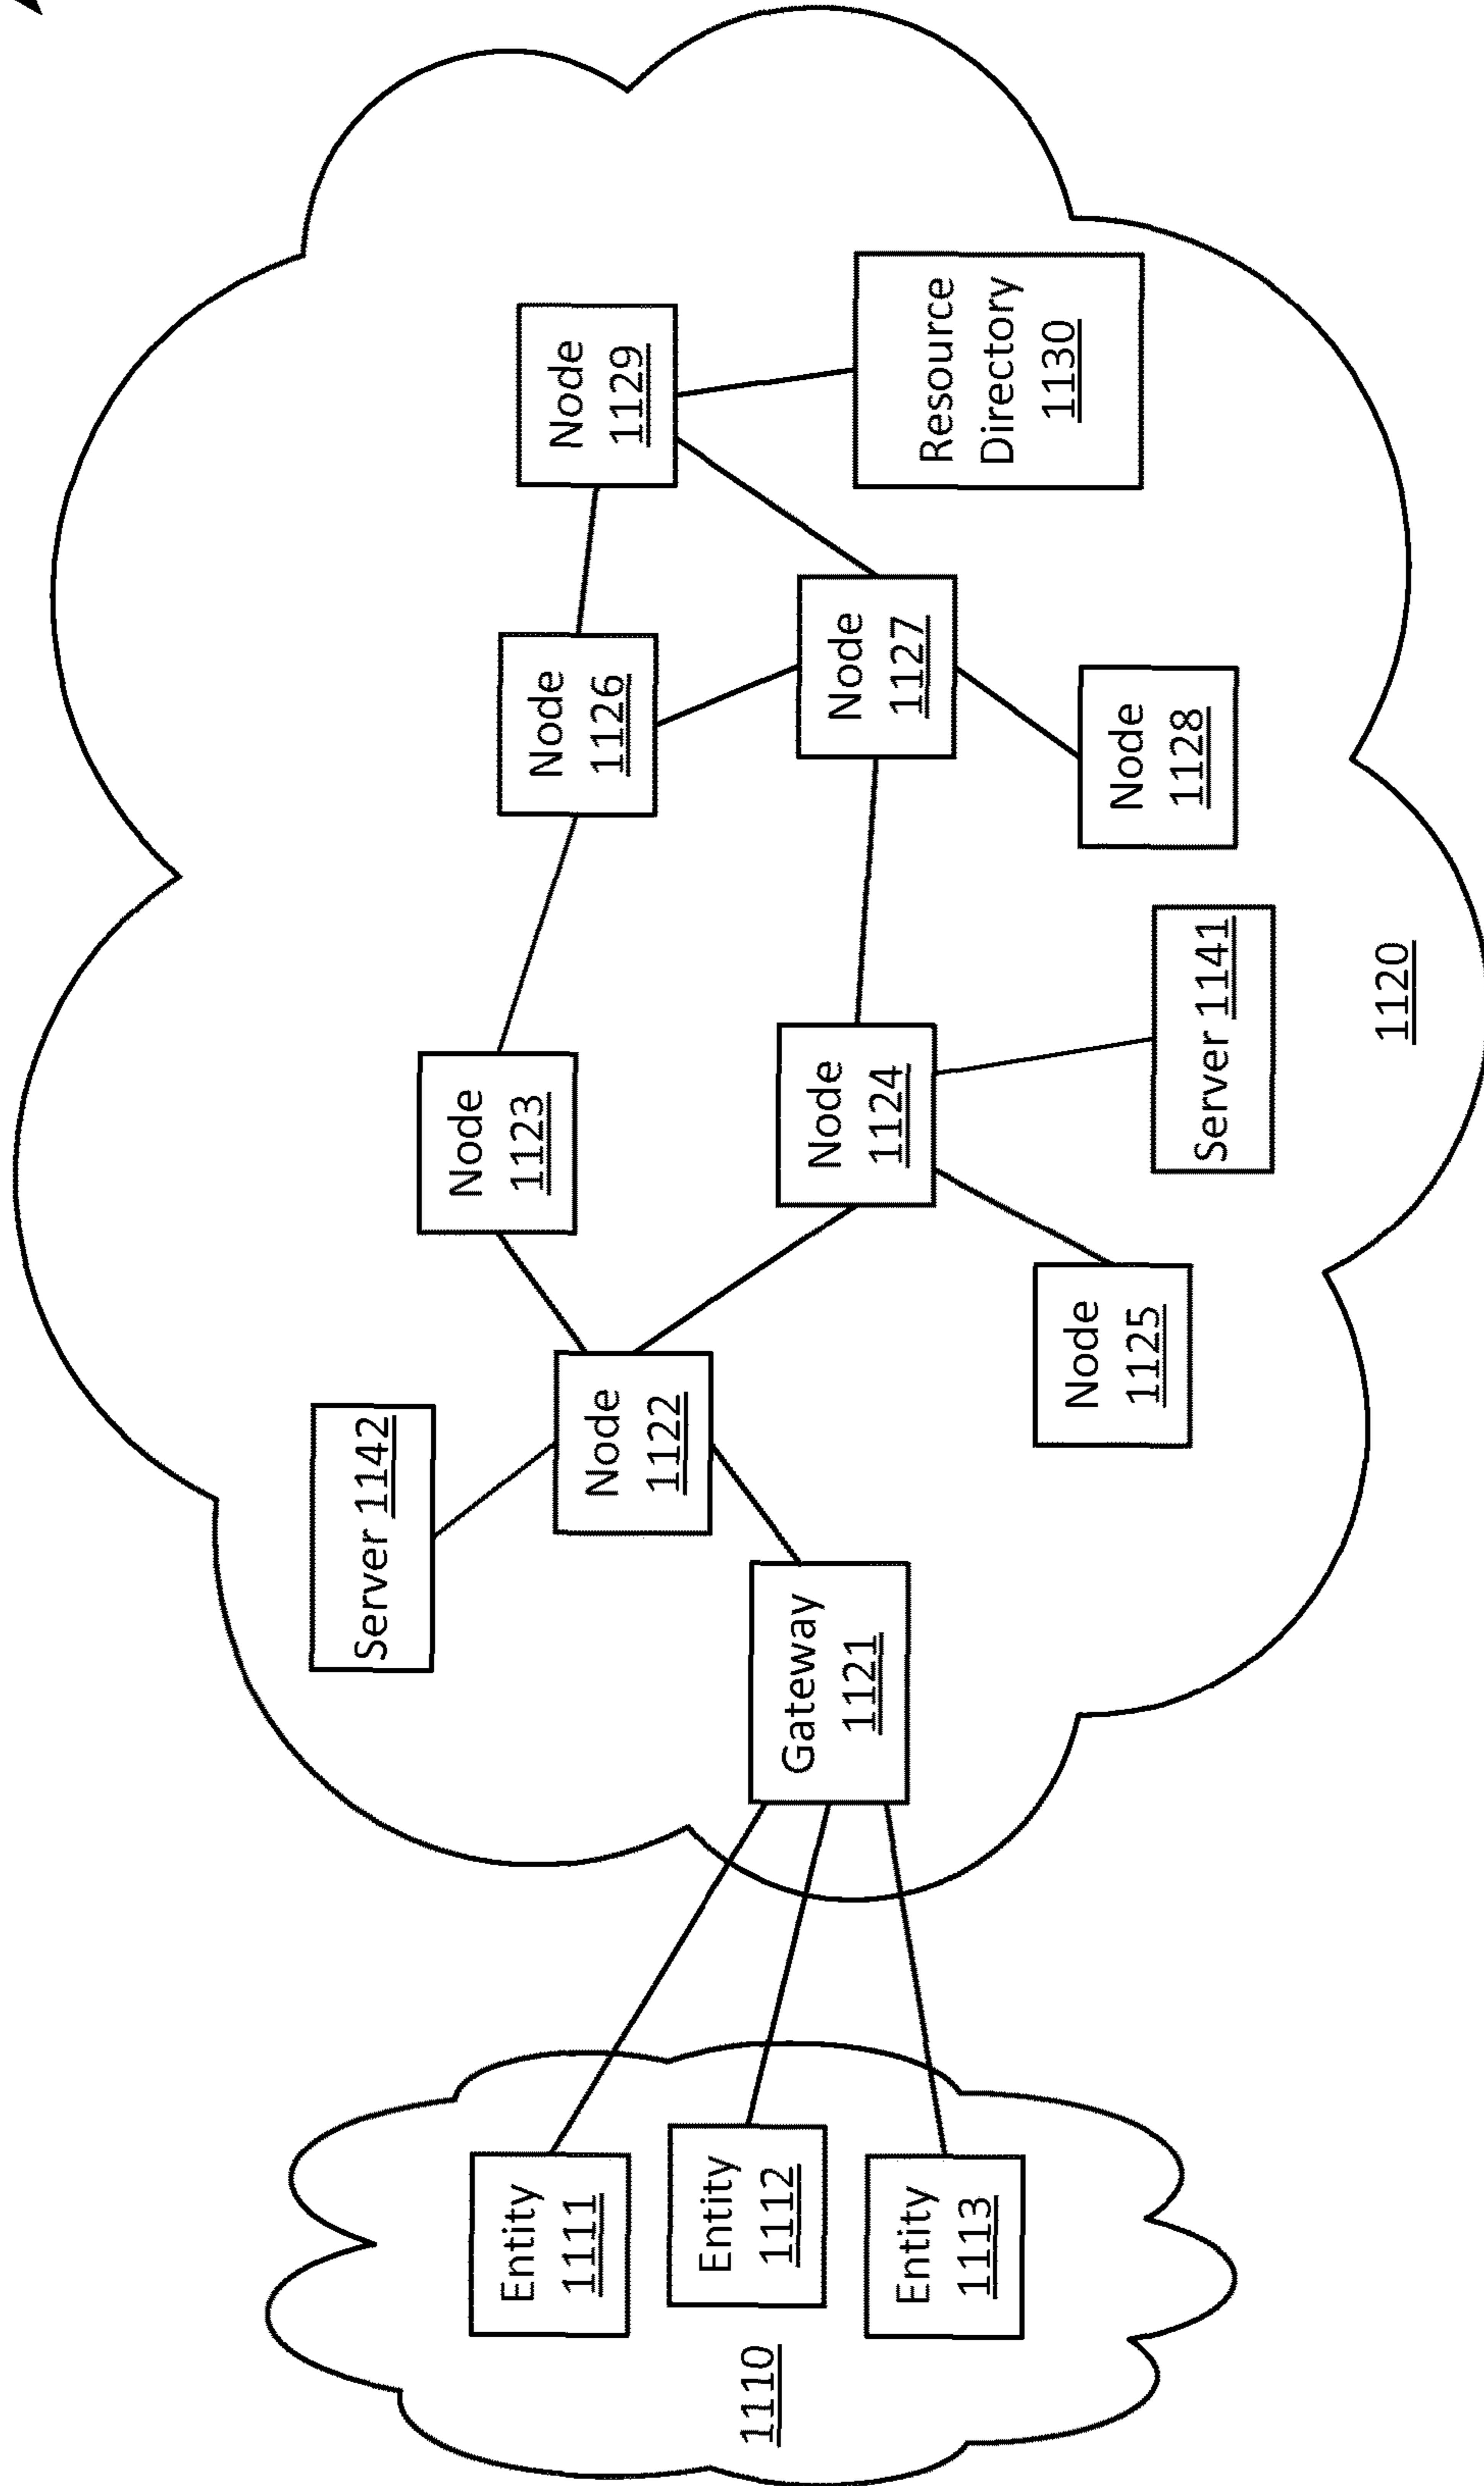 Server 1142
Node
1123
Node
1126
Node
1129
Entity
1111
Node
1122
Entity
1112
Gateway
1121
Node
1124
Node
1127
Entity
1113
Resource
Directory
1130
Node
1125
Node
1128
Server 1141
1110
1120